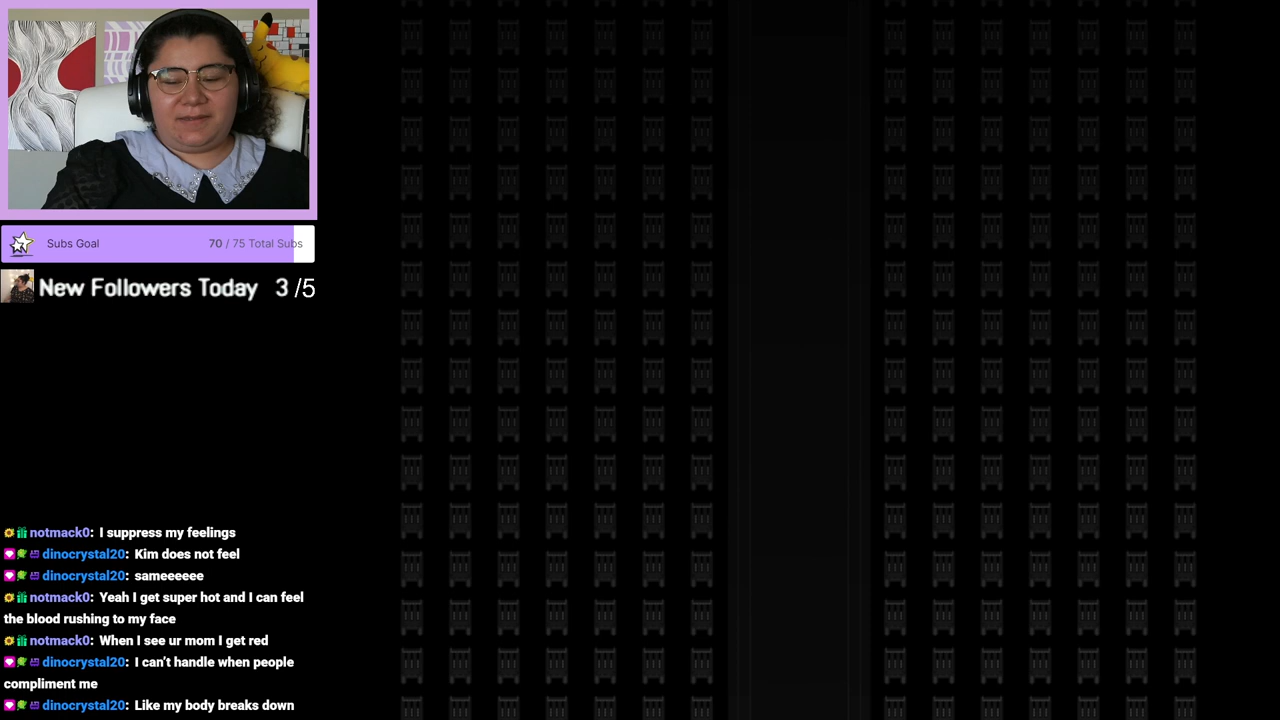 Subs Goal 70 / 75 Total Subs
New Followers Today 3 /5
notmack0: I suppress my feelings
dinocrystal20: Kim does not feel
dinocrystal20: sameeeeee
notmack0: Yeah I get super hot and I can feel
the blood rushing to my face
notmack0: When I see ur mom I get red
dinocrystal20: I can't handle when people
compliment me
dinocrystal20: Like my body breaks down